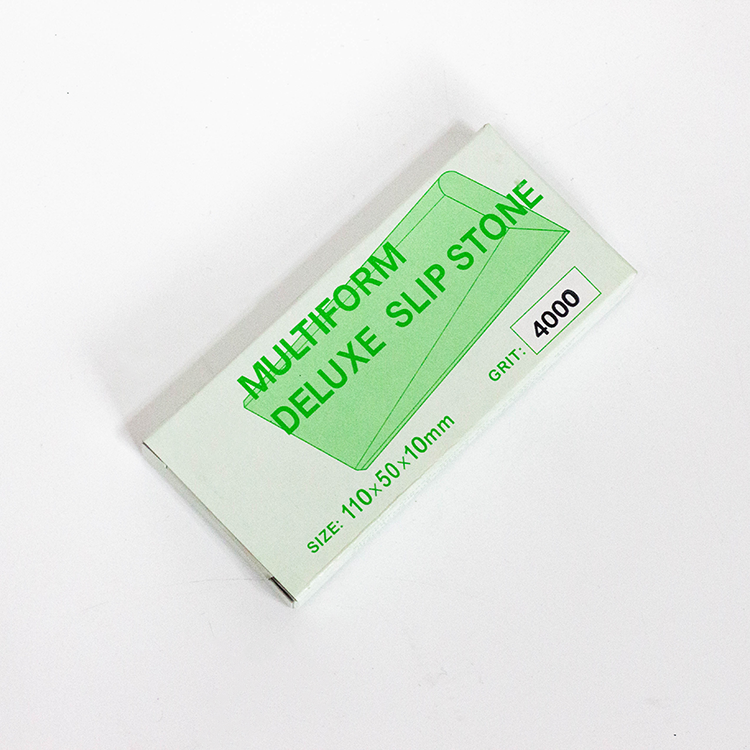 MULTIFORM
DELUXE SLIP STONE
GRIT: 4000
SIZE: 110x50x10mm